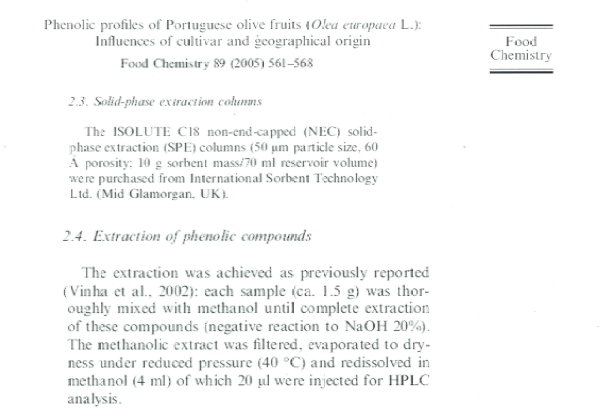 Phenolic profiles of Portuguese olive fruits (Olea europaea L.):
Influences of cultivar and geographical origin
Food Chemistry 89 (2005) 561–568
Food
Chemistry
2.3. Solid-phase extraction columns
The ISOLUTE C18 non-end-capped (NEC) solid-
phase extraction (SPE) columns (50 μm particle size, 60
Å porosity; 10 g sorbent mass/70 ml reservoir volume)
were purchased from International Sorbent Technology
Ltd. (Mid Glamorgan, UK).
2.4. Extraction of phenolic compounds
The extraction was achieved as previously reported
(Vinha et al., 2002): each sample (ca. 1.5 g) was thor-
oughly mixed with methanol until complete extraction
of these compounds (negative reaction to NaOH 20%).
The methanolic extract was filtered, evaporated to dry-
ness under reduced pressure (40 °C) and redissolved in
methanol (4 ml) of which 20 μl were injected for HPLC
analysis.